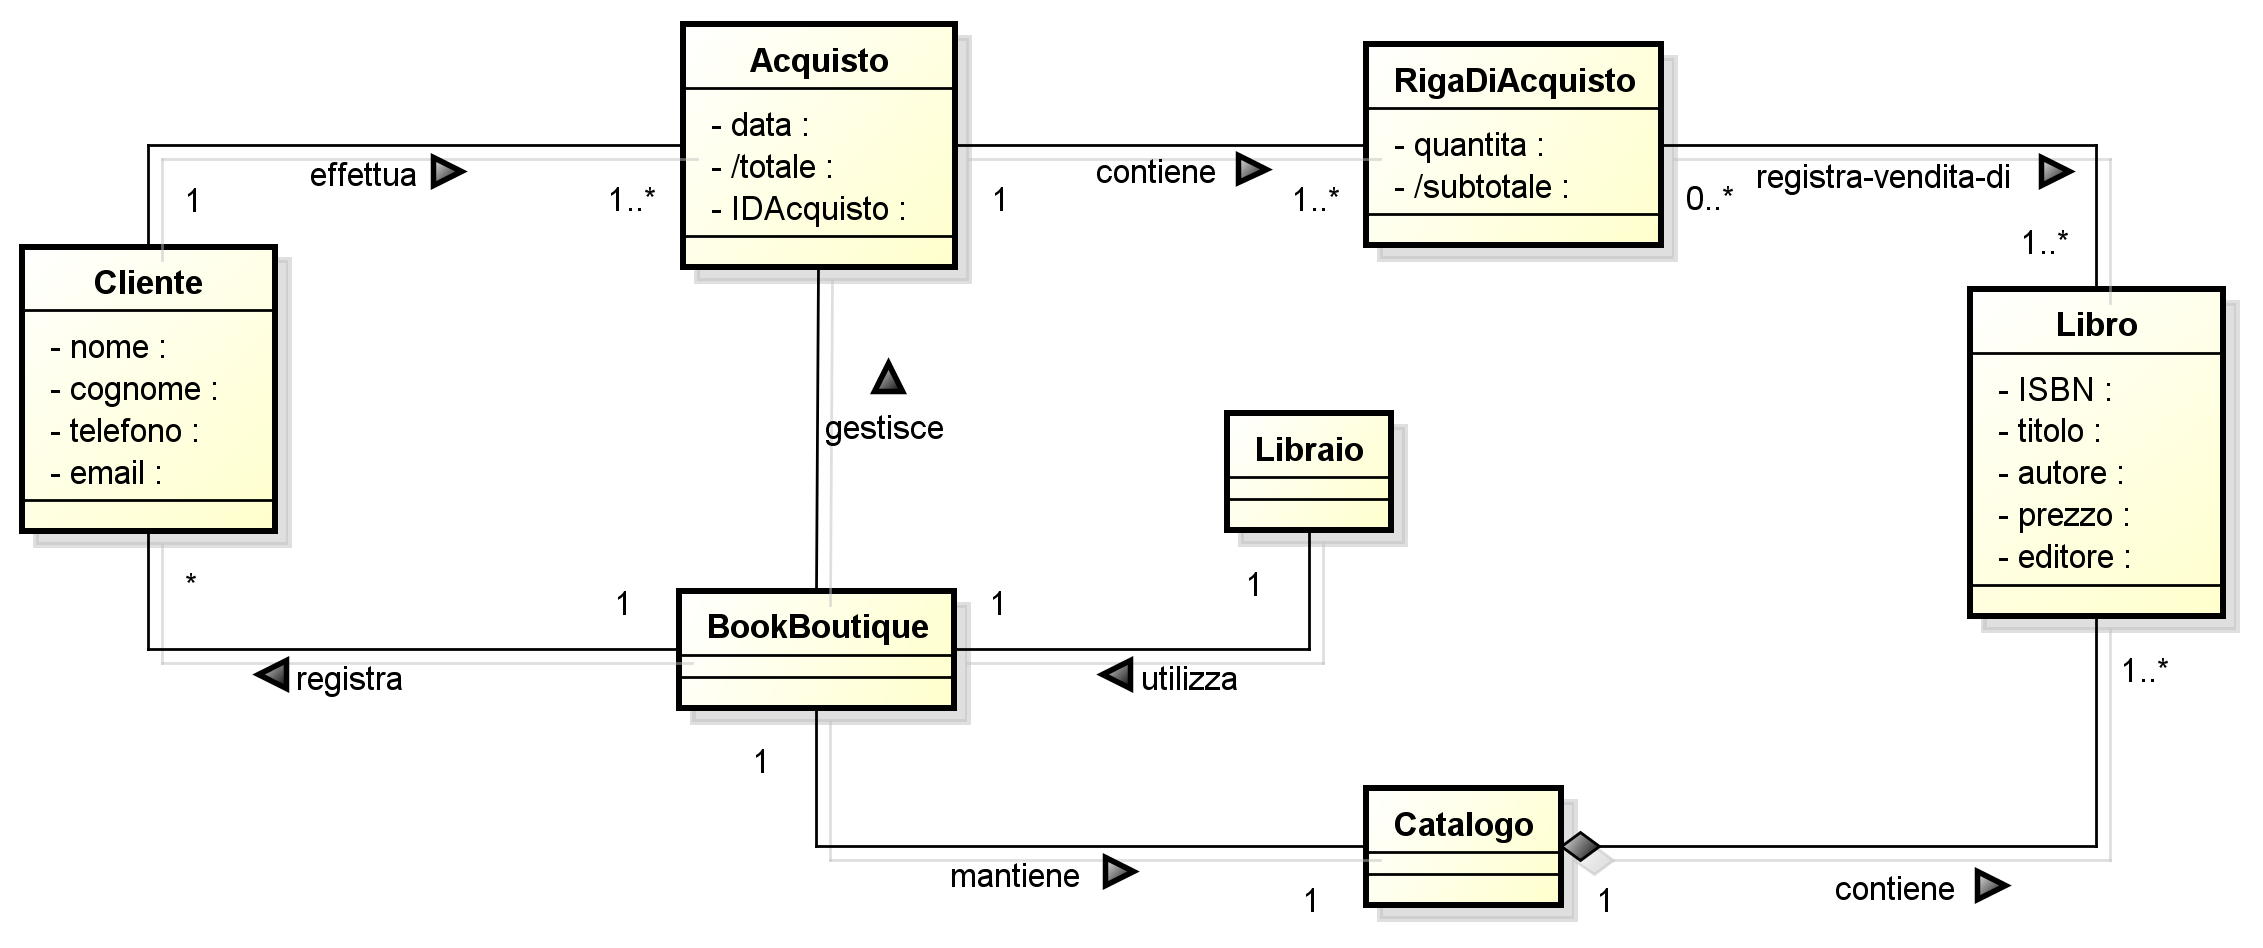 Acquisto
- data :
- /totale :
- IDAcquisto :
RigaDiAcquisto
- quantita :
- /subtotale :
effettua
1
1..*
contiene
1
1..*
registra-vendita-di
0..*
1..*
Cliente
- nome :
- cognome :
- telefono :
- email :
Libro
- ISBN :
- titolo :
- autore :
- prezzo :
- editore :
gestisce
Libraio
*
1
BookBoutique
1
1
registra
utilizza
1
1..*
mantiene
1
Catalogo
1
contiene